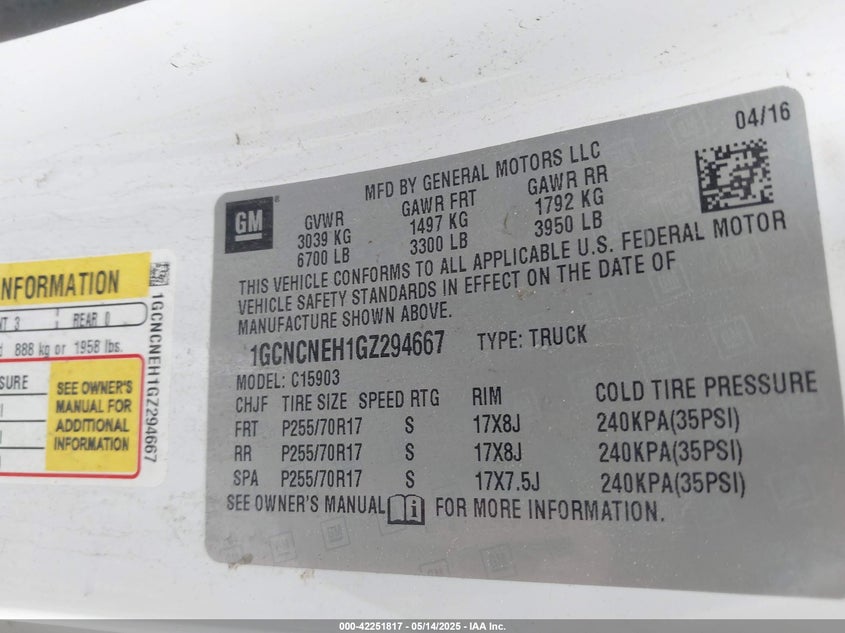 04/16
MFD BY GENERAL MOTORS LLC
GM
GVWR GAWR FRT GAWR RR
3039 KG 1497 KG 1792 KG
6700 LB 3300 LB 3950 LB
THIS VEHICLE CONFORMS TO ALL APPLICABLE U.S. FEDERAL MOTOR
VEHICLE SAFETY STANDARDS IN EFFECT ON THE DATE OF
MANUFACTURE SHOWN ABOVE.
1GCNCNEH1GZ294667 TYPE: TRUCK
MODEL: C15903
CHJF TIRE SIZE SPEED RTG RIM COLD TIRE PRESSURE
FRT P255/70R17 S 17X8J 240KPA(35PSI)
RR P255/70R17 S 17X8J 240KPA(35PSI)
SPA P255/70R17 S 17X7.5J 240KPA(35PSI)
SEE OWNER'S MANUAL FOR MORE INFORMATION.
INFORMATION
3 REAR 0
888 kg or 1958 lbs.
SEE OWNER'S
MANUAL FOR
ADDITIONAL
INFORMATION
1GCNCNEH1GZ294667
000-42251817 - 05/14/2025 - IAA Inc.